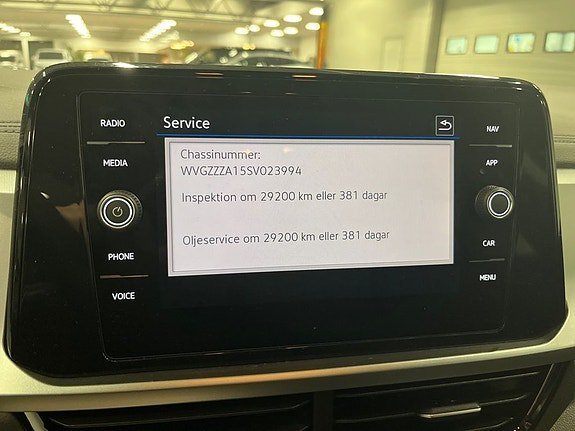 RADIO
MEDIA
PHONE
VOICE
Service
Chassinummer:
WVGZZZA15SV023994
Inspektion om 29200 km eller 381 dagar
Oljeservice om 29200 km eller 381 dagar
NAV
APP
CAR
MENU